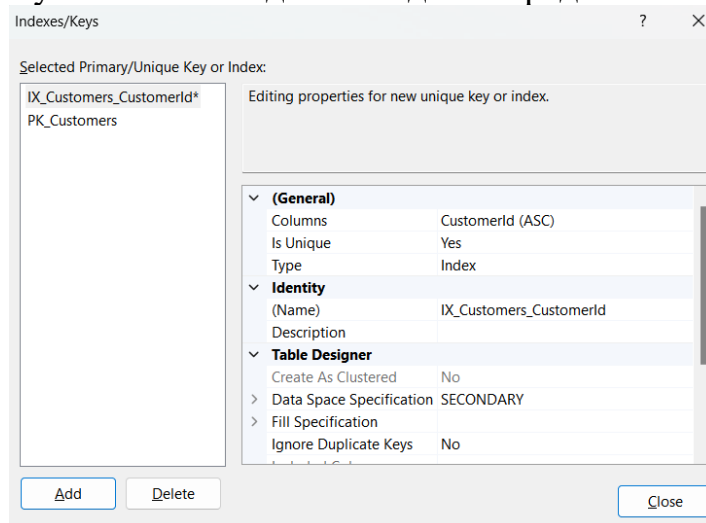 Indexes/Keys ? ×
Selected Primary/Unique Key or Index:
IX_Customers_CustomerId*
PK_Customers
Editing properties for new unique key or index.
(General)
Columns CustomerId (ASC)
Is Unique Yes
Type Index
Identity
(Name) IX_Customers_CustomerId
Description
Table Designer
Create As Clustered No
Data Space Specification SECONDARY
Fill Specification
Ignore Duplicate Keys No
Add Delete
Close